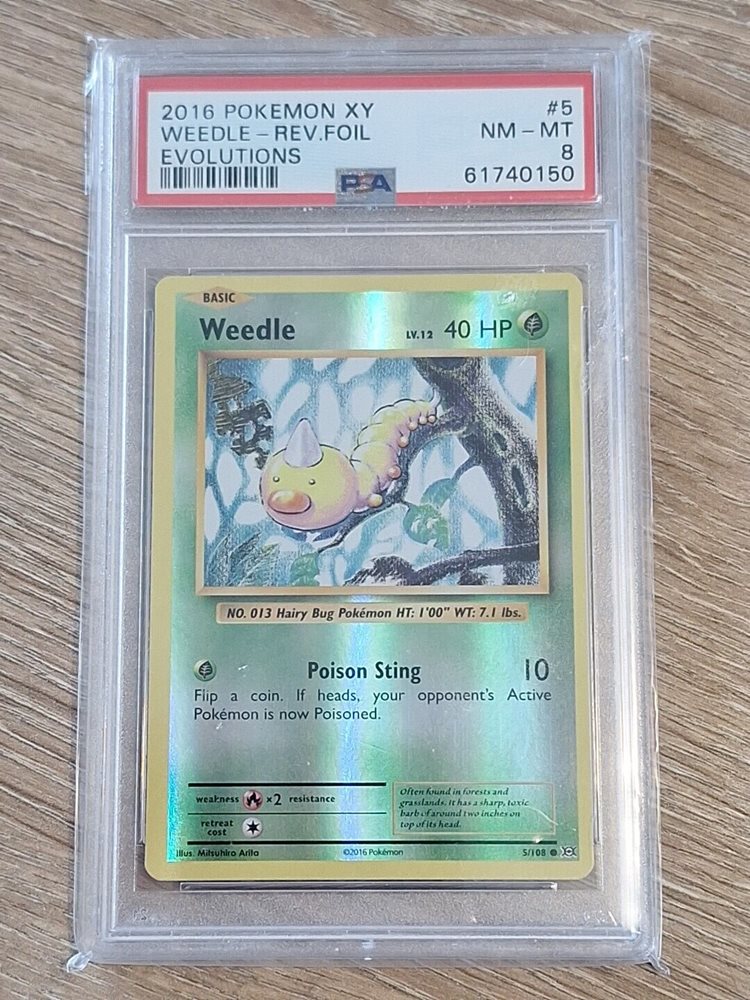 2016 POKEMON XY #5
WEEDLE - REV.FOIL NM - MT
EVOLUTIONS 8
PSA 61740150
BASIC
Weedle LV.12 40 HP
NO. 013 Hairy Bug Pokémon HT: 1'00" WT: 7.1 lbs.
Poison Sting 10
Flip a coin. If heads, your opponent's Active
Pokémon is now Poisoned.
weakness ×2 resistance
retreat
cost
Often found in forests and
grasslands. It has a sharp, toxic
barb of around two inches on
top of its head.
Illus. Mitsuhiro Arita ©2016 Pokémon 5/108